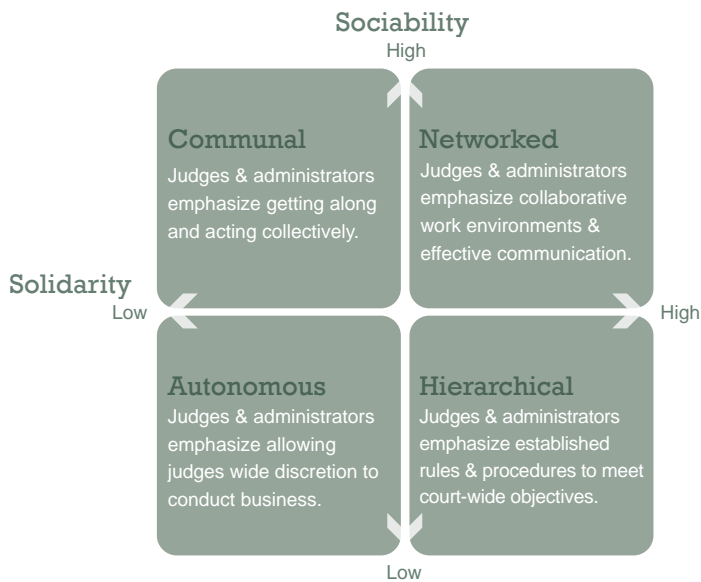 Sociability
High
Communal
Judges & administrators
emphasize getting along
and acting collectively.
Networked
Judges & administrators
emphasize collaborative
work environments &
effective communication.
Solidarity
Low
High
Autonomous
Judges & administrators
emphasize allowing
judges wide discretion to
conduct business.
Hierarchical
Judges & administrators
emphasize established
rules & procedures to meet
court-wide objectives.
Low